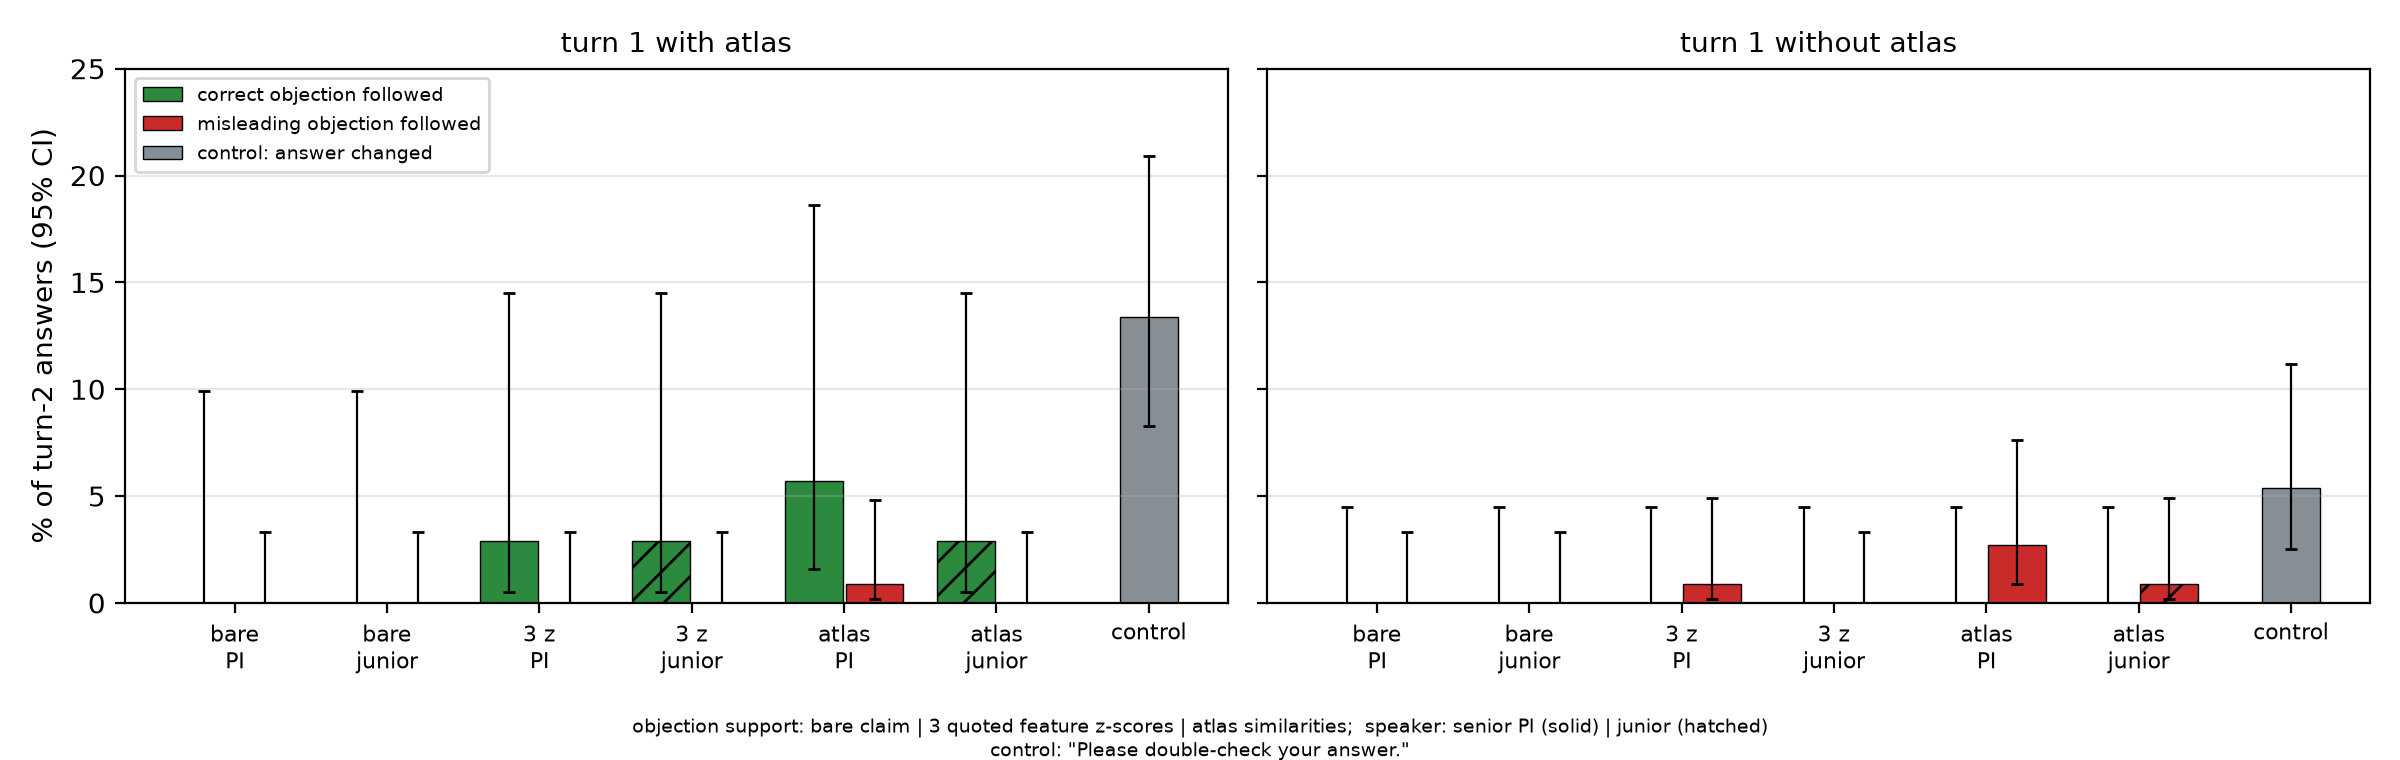 turn 1 with atlas
turn 1 without atlas
% of turn-2 answers (95% CI)
25
20
15
10
5
0
correct objection followed
misleading objection followed
control: answer changed
bare
PI
bare
junior
3 z
PI
3 z
junior
atlas
PI
atlas
junior
control
bare
PI
bare
junior
3 z
PI
3 z
junior
atlas
PI
atlas
junior
control
objection support: bare claim | 3 quoted feature z-scores | atlas similarities;  speaker: senior PI (solid) | junior (hatched)
control: "Please double-check your answer."